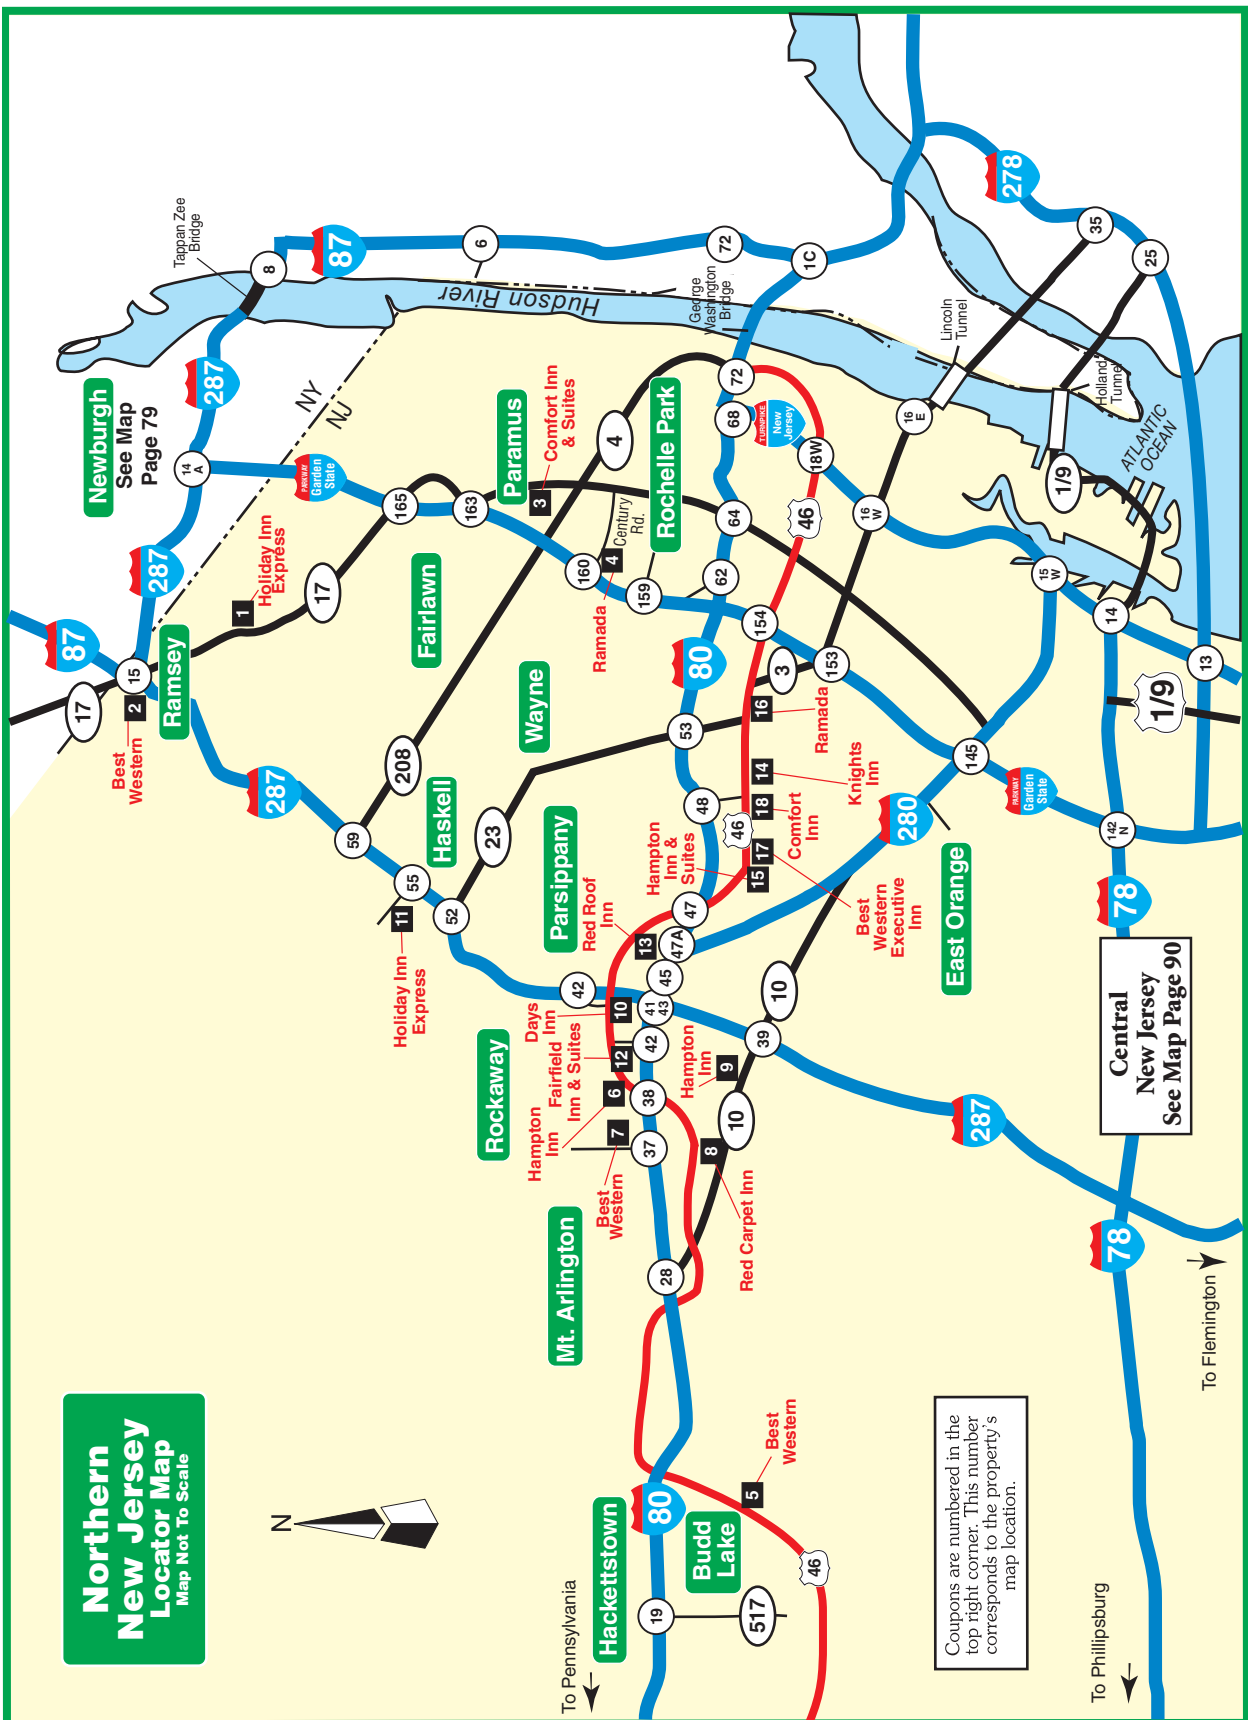 Northern
New Jersey
Locator Map
Map Not To Scale
N
Newburgh
See Map
Page 79
Tappan Zee
Bridge
8
87
6
72
1C
287
14
A
287
87
17
15
2
Best
Western
Ramsey
1
Holiday Inn
Express
17
NY
NJ
PARKWAY
Garden
State
165
163
Hudson River
George
Washington
Bridge
Paramus
3
Comfort Inn
& Suites
4
Rochelle Park
Century
Rd.
160
4
Ramada
159
Fairlawn
208
Wayne
287
59
Haskell
55
11
Holiday Inn
Express
52
23
72
68
TURNPIKE
New
Jersey
18W
64
46
62
154
80
53
3
153
16
Ramada
14
Knights
Inn
48
18
Comfort
Inn
46
17
Best
Western
Executive
Inn
15
Hampton
Inn &
Suites
47
47A
Parsippany
Red Roof
Inn
13
45
41
43
42
10
Days
Inn
12
Fairfield
Inn & Suites
42
Rockaway
6
Hampton
Inn
38
7
Best
Western
37
9
Hampton
Inn
39
10
10
8
Red Carpet Inn
28
Mt. Arlington
5
Best
Western
80
Hackettstown
Budd
Lake
19
517
46
To Pennsylvania
280
East Orange
145
PARKWAY
Garden
State
142
N
16
E
16
W
15
W
14
13
Lincoln
Tunnel
Holland
Tunnel
1/9
ATLANTIC
OCEAN
1/9
278
35
25
78
Central
New Jersey
See Map Page 90
287
78
To Flemington
To Phillipsburg
Coupons are numbered in the
top right corner. This number
corresponds to the property's
map location.